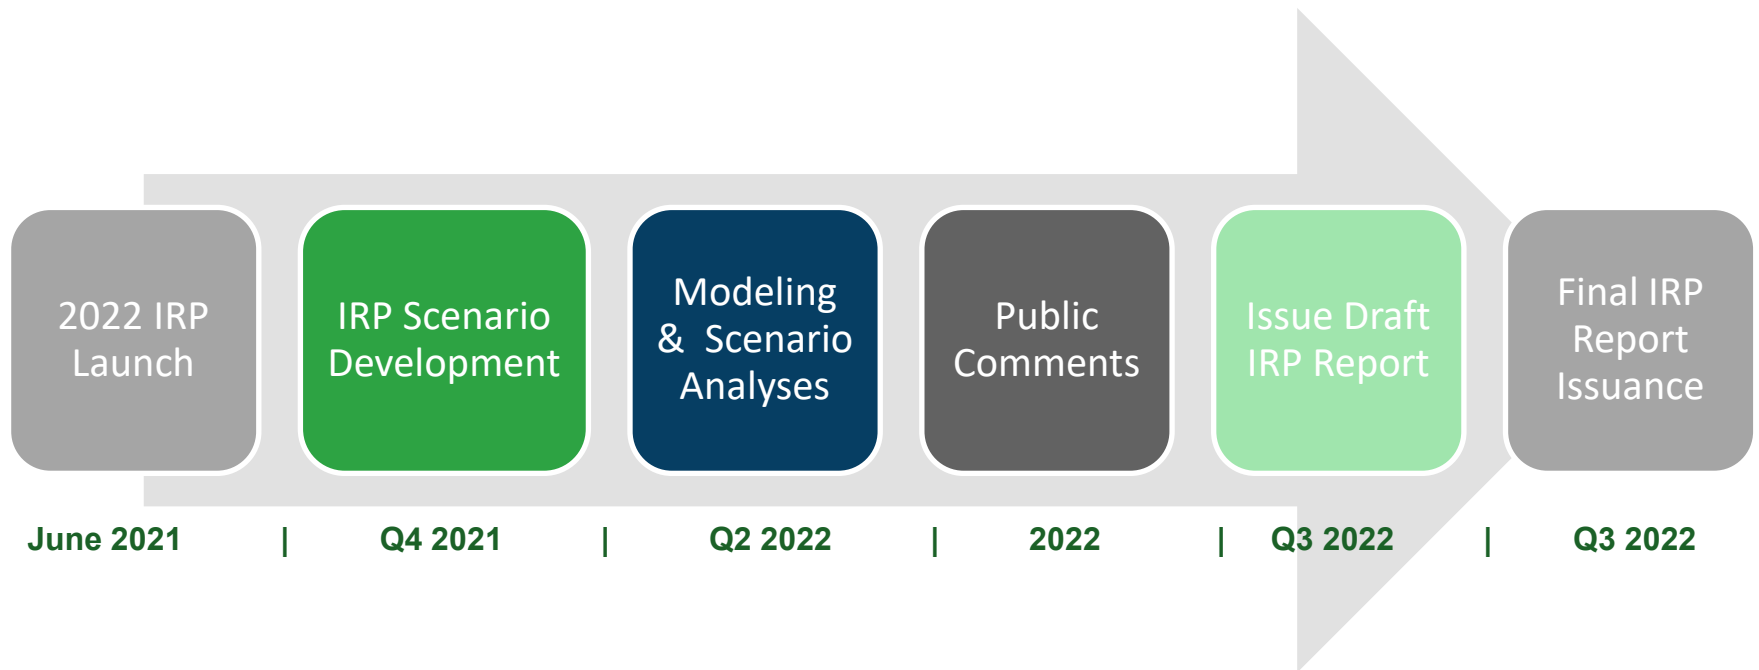 2022 IRP
Launch
IRP Scenario
Development
Modeling
&  Scenario
Analyses
Public
Comments
Issue Draft
IRP Report
Final IRP
Report
Issuance
June 2021 | Q4 2021 | Q2 2022 | 2022 | Q3 2022 | Q3 2022